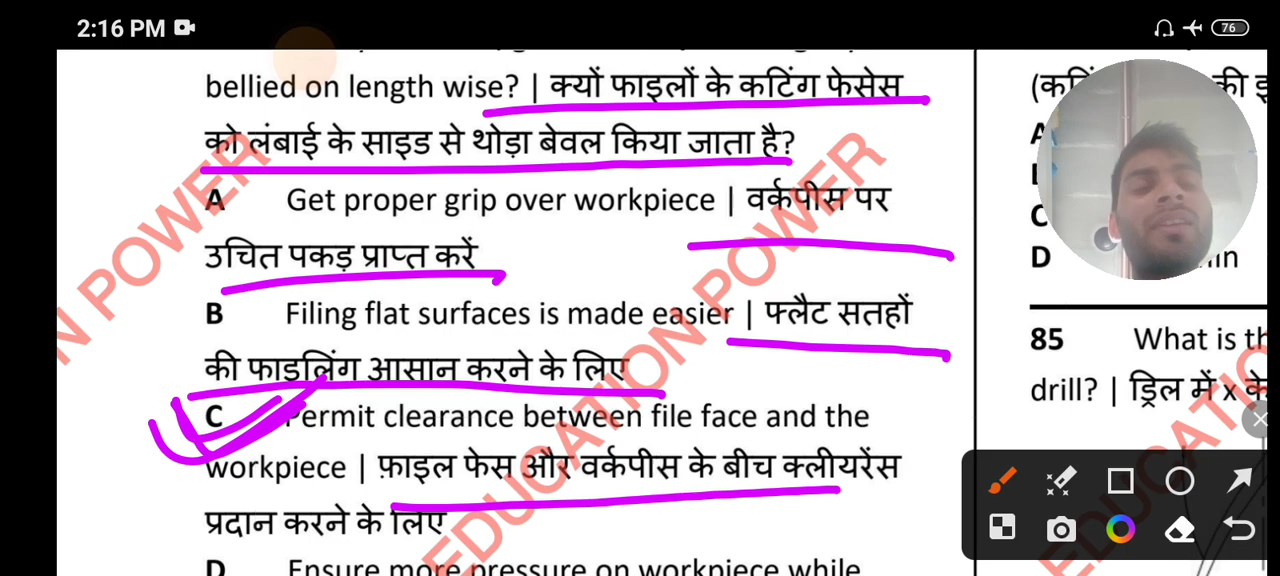 2:16 PM
76
bellied on length wise? | क्यों फाइलों के कटिंग फेसेस
को लंबाई के साइड से थोड़ा बेवल किया जाता है?
A Get proper grip over workpiece | वर्कपीस पर
उचित पकड़ प्राप्त करें
B Filing flat surfaces is made easier | फ्लैट सतहों
की फाइलिंग आसान करने के लिए
C Permit clearance between file face and the
workpiece | फ़ाइल फेस और वर्कपीस के बीच क्लीयरेंस
प्रदान करने के लिए
D Ensure more pressure on workpiece while
की
A
C
D
85 What is
drill? | ड्रिल में x के
EDUCATION POWER
POWER